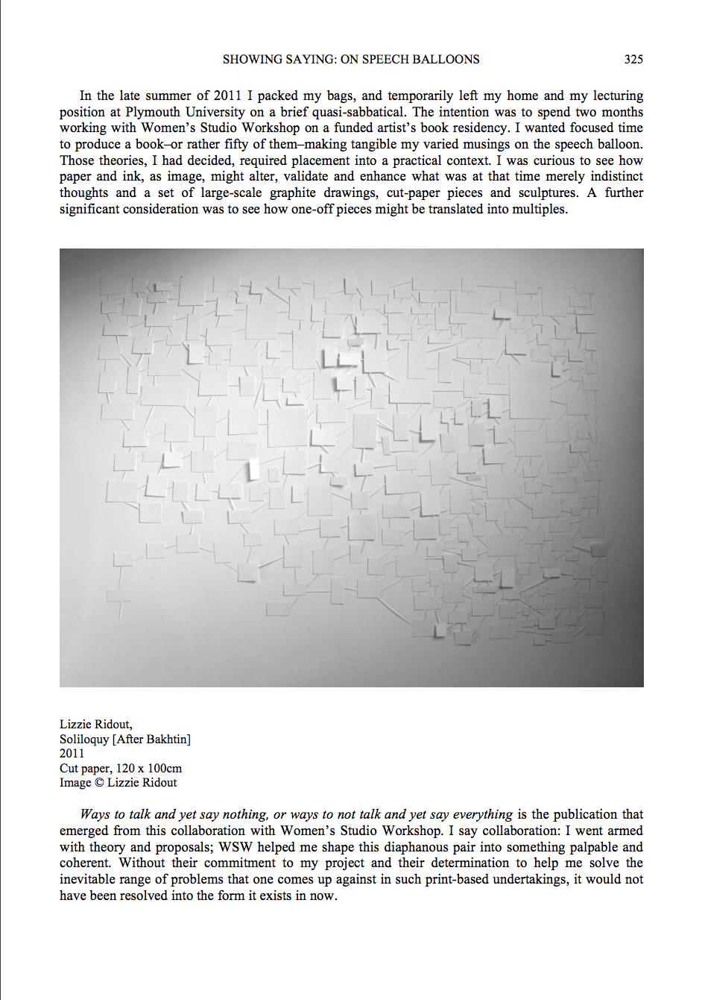 SHOWING SAYING: ON SPEECH BALLOONS 325
In the late summer of 2011 I packed my bags, and temporarily left my home and my lecturing
position at Plymouth University on a brief quasi-sabbatical. The intention was to spend two months
working with Women’s Studio Workshop on a funded artist’s book residency. I wanted focused time
to produce a book–or rather fifty of them–making tangible my varied musings on the speech balloon.
Those theories, I had decided, required placement into a practical context. I was curious to see how
paper and ink, as image, might alter, validate and enhance what was at that time merely indistinct
thoughts and a set of large-scale graphite drawings, cut-paper pieces and sculptures. A further
significant consideration was to see how one-off pieces might be translated into multiples.
Lizzie Ridout,
Soliloquy [After Bakhtin]
2011
Cut paper, 120 x 100cm
Image © Lizzie Ridout
Ways to talk and yet say nothing, or ways to not talk and yet say everything is the publication that
emerged from this collaboration with Women’s Studio Workshop. I say collaboration: I went armed
with theory and proposals; WSW helped me shape this diaphanous pair into something palpable and
coherent. Without their commitment to my project and their determination to help me solve the
inevitable range of problems that one comes up against in such print-based undertakings, it would not
have been resolved into the form it exists in now.